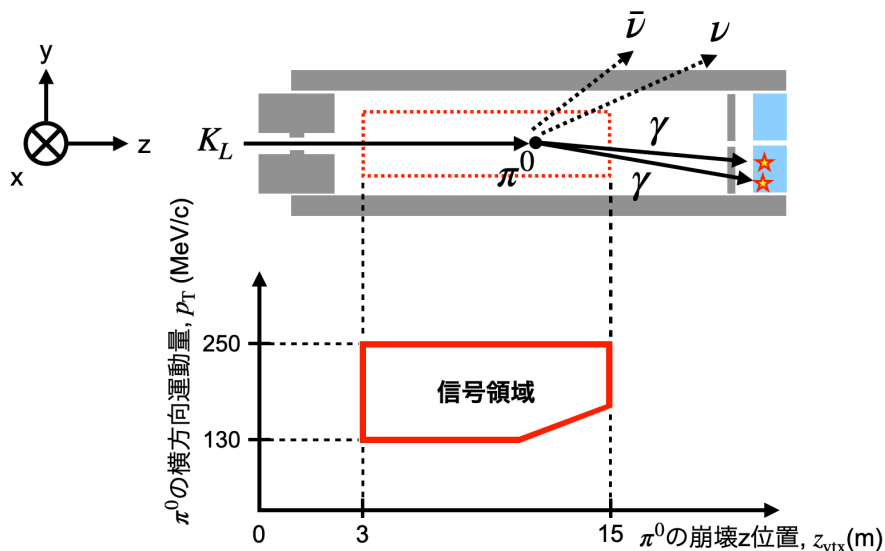 ν̄
ν
y
z
x
K_L
π⁰
γ
γ
π⁰の横方向運動量, p_T (MeV/c)
250
信号領域
130
0
3
15
π⁰の崩壊z位置, z_vtx(m)